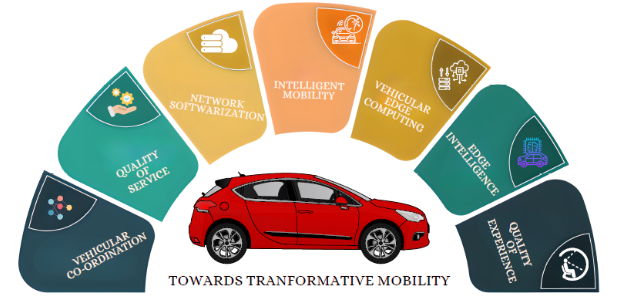 VEHICULAR
CO-ORDINATION
QUALITY
OF
SERVICE
NETWORK
SOFTWARIZATION
INTELLIGENT
MOBILITY
VEHICULAR
EDGE
COMPUTING
EDGE
INTELLIGENCE
QUALITY
OF
EXPERIENCE
TOWARDS TRANFORMATIVE MOBILITY